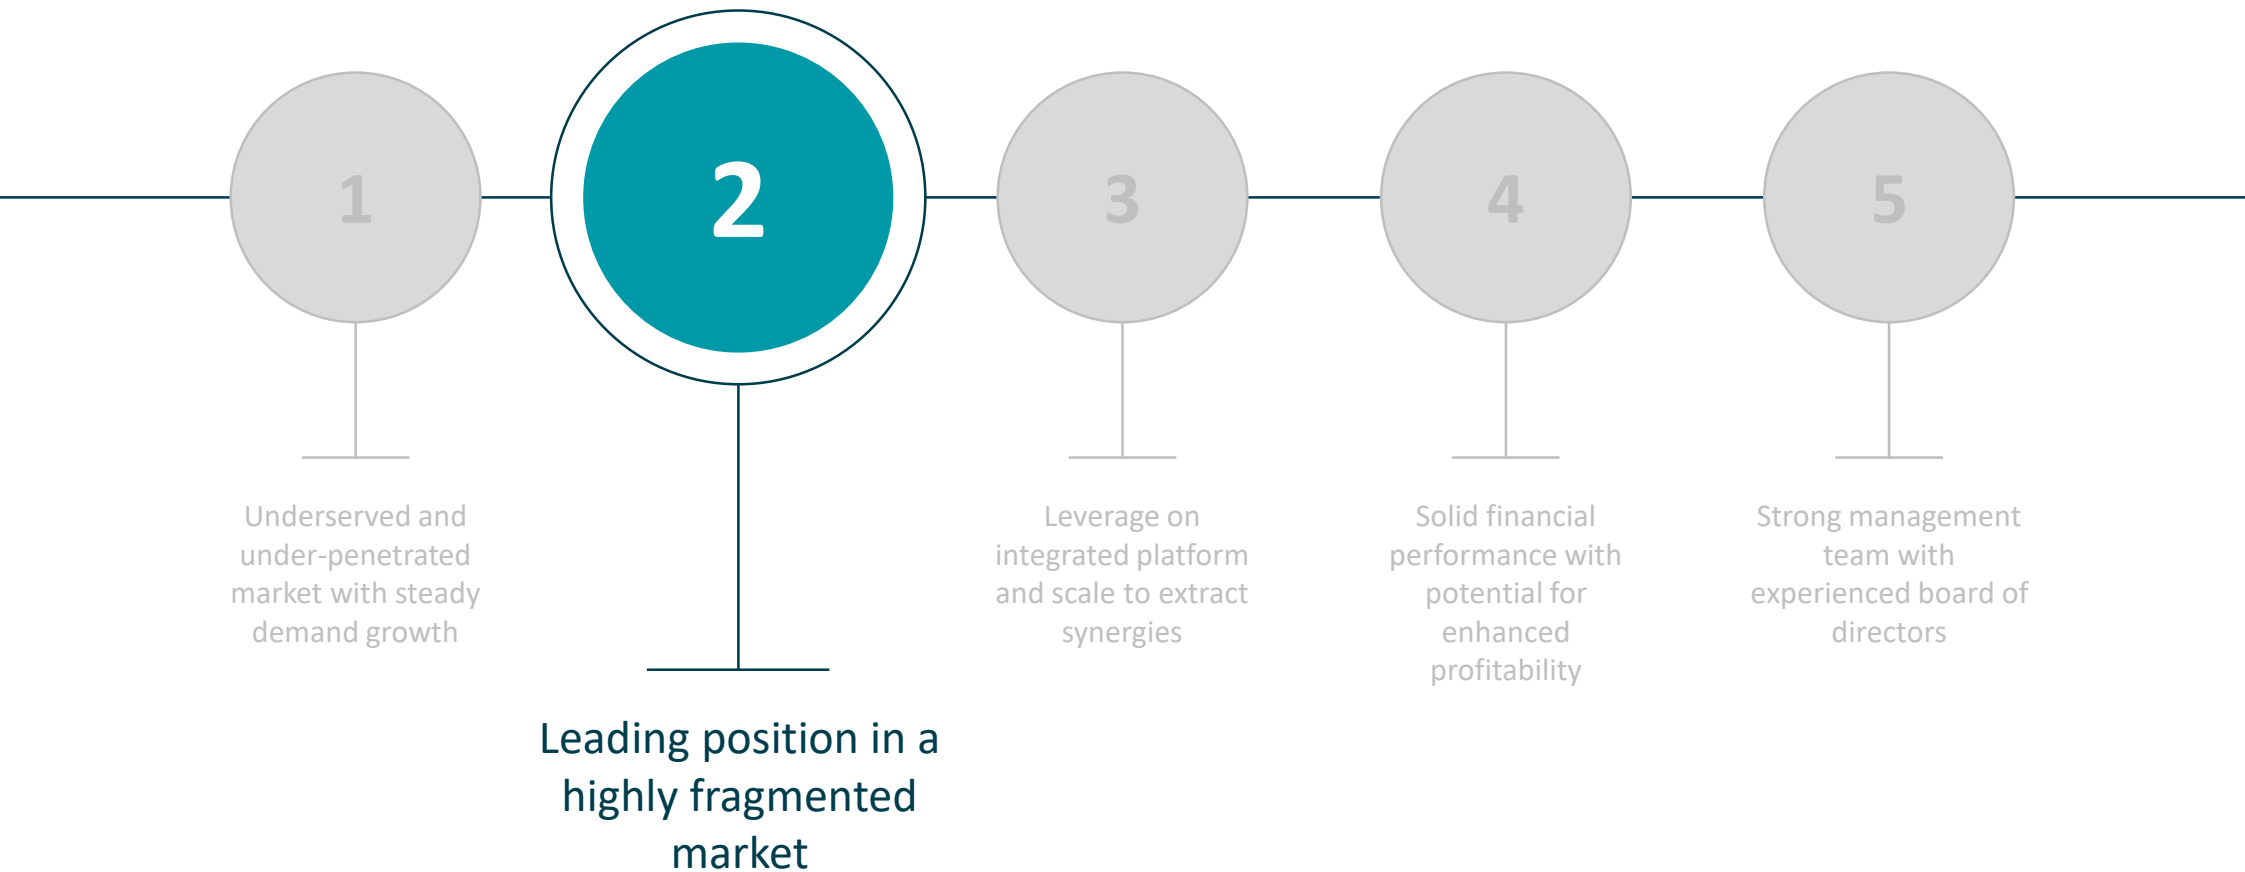 1
Underserved and
under-penetrated
market with steady
demand growth
2
Leading position in a
highly fragmented
market
3
Leverage on
integrated platform
and scale to extract
synergies
4
Solid financial
performance with
potential for
enhanced
profitability
5
Strong management
team with
experienced board of
directors